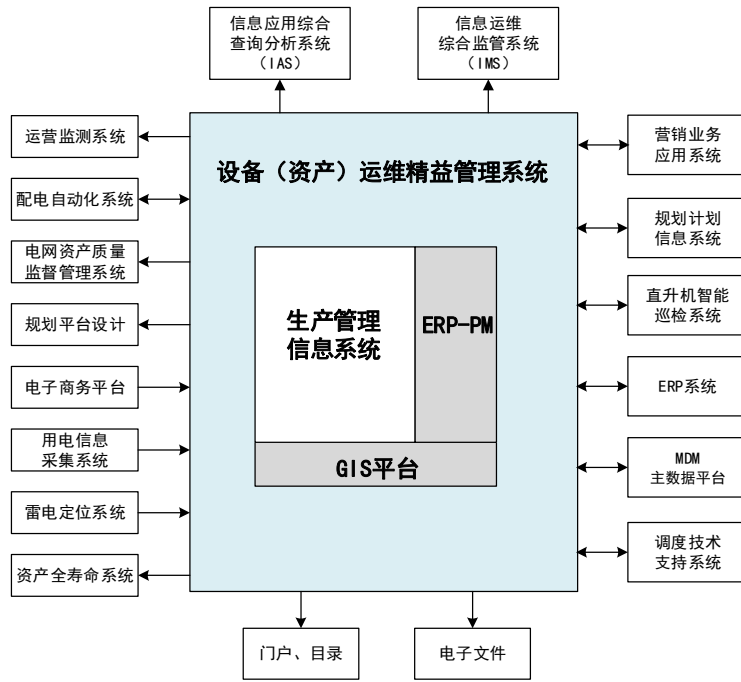 信息应用综合
查询分析系统
（IAS）
信息运维
综合监管系统
（IMS）
运营监测系统
配电自动化系统
电网资产质量
监督管理系统
规划平台设计
电子商务平台
用电信息
采集系统
雷电定位系统
资产全寿命系统
设备（资产）运维精益管理系统
生产管理
信息系统
ERP-PM
GIS平台
营销业务
应用系统
规划计划
信息系统
直升机智能
巡检系统
ERP系统
MDM
主数据平台
调度技术
支持系统
门户、目录
电子文件